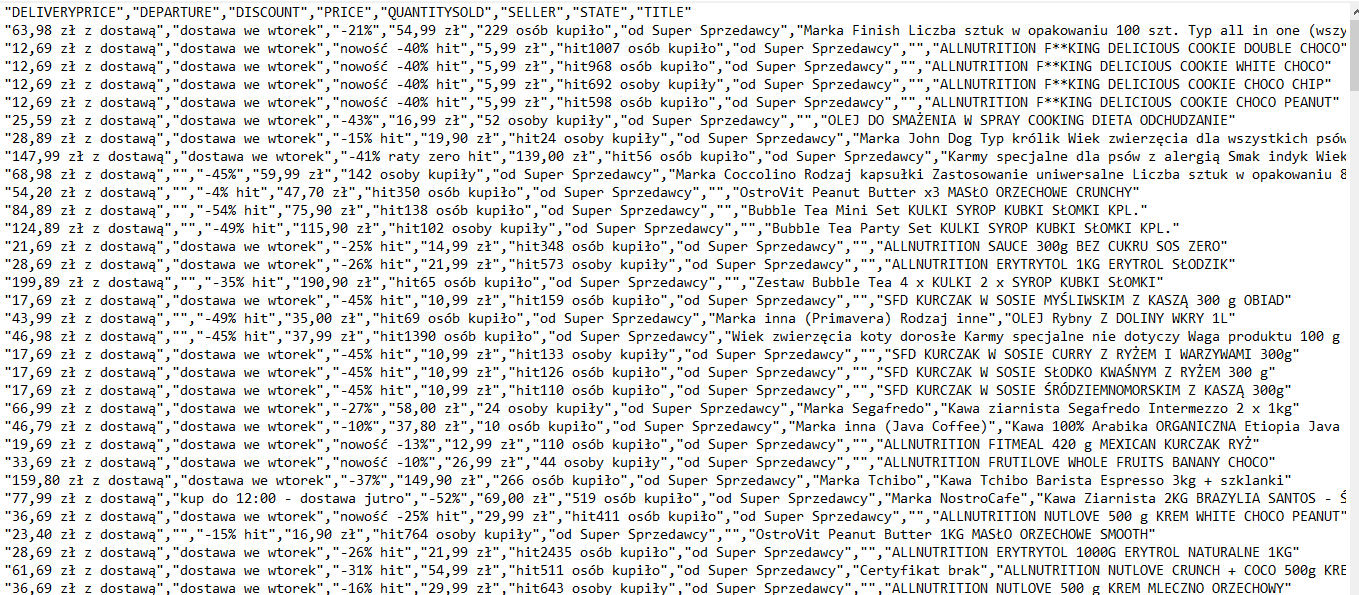 "DELIVERYPRICE","DEPARTURE","DISCOUNT","PRICE","QUANTITYSOLD","SELLER","STATE","TITLE"
"63,98 zł z dostawą","dostawa we wtorek","-21%","54,99 zł","229 osób kupiło","od Super Sprzedawcy","Marka Finish Liczba sztuk w opakowaniu 100 szt. Typ all in one (wszy
"12,69 zł z dostawą","dostawa we wtorek","nowość -40% hit","5,99 zł","hit1007 osób kupiło","od Super Sprzedawcy","","ALLNUTRITION F**KING DELICIOUS COOKIE DOUBLE CHOCO"
"12,69 zł z dostawą","dostawa we wtorek","nowość -40% hit","5,99 zł","hit968 osób kupiło","od Super Sprzedawcy","","ALLNUTRITION F**KING DELICIOUS COOKIE WHITE CHOCO"
"12,69 zł z dostawą","dostawa we wtorek","nowość -40% hit","5,99 zł","hit692 osoby kupiły","od Super Sprzedawcy","","ALLNUTRITION F**KING DELICIOUS COOKIE CHOCO CHIP"
"12,69 zł z dostawą","dostawa we wtorek","nowość -40% hit","5,99 zł","hit598 osób kupiło","od Super Sprzedawcy","","ALLNUTRITION F**KING DELICIOUS COOKIE CHOCO PEANUT"
"25,59 zł z dostawą","dostawa we wtorek","-43%","16,99 zł","52 osoby kupiły","od Super Sprzedawcy","","OLEJ DO SMAŻENIA W SPRAY COOKING DIETA ODCHUDZANIE"
"28,89 zł z dostawą","dostawa we wtorek","-15% hit","19,90 zł","hit24 osoby kupiły","od Super Sprzedawcy","Marka John Dog Typ królik Wiek zwierzęcia dla wszystkich psów
"147,99 zł z dostawą","dostawa we wtorek","-41% raty zero hit","139,00 zł","hit56 osób kupiło","od Super Sprzedawcy","Karmy specjalne dla psów z alergią Smak indyk Wiek
"68,98 zł z dostawą","","-45%","59,99 zł","142 osoby kupiły","od Super Sprzedawcy","Marka Coccolino Rodzaj kapsułki Zastosowanie uniwersalne Liczba sztuk w opakowaniu 8
"54,20 zł z dostawą","","-4% hit","47,70 zł","hit350 osób kupiło","od Super Sprzedawcy","","OstroVit Peanut Butter x3 MASŁO ORZECHOWE CRUNCHY"
"84,89 zł z dostawą","","-54% hit","75,90 zł","hit138 osób kupiło","od Super Sprzedawcy","","Bubble Tea Mini Set KULKI SYROP KUBKI SŁOMKI KPL."
"124,89 zł z dostawą","","-49% hit","115,90 zł","hit102 osoby kupiły","od Super Sprzedawcy","","Bubble Tea Party Set KULKI SYROP KUBKI SŁOMKI KPL."
"21,69 zł z dostawą","dostawa we wtorek","-25% hit","14,99 zł","hit348 osób kupiło","od Super Sprzedawcy","","ALLNUTRITION SAUCE 300g BEZ CUKRU SOS ZERO"
"28,69 zł z dostawą","dostawa we wtorek","-26% hit","21,99 zł","hit573 osoby kupiły","od Super Sprzedawcy","","ALLNUTRITION ERYTRYTOL 1KG ERYTROL SŁODZIK"
"199,89 zł z dostawą","","-35% hit","190,90 zł","hit65 osób kupiło","od Super Sprzedawcy","","Zestaw Bubble Tea 4 x KULKI 2 x SYROP KUBKI SŁOMKI"
"17,69 zł z dostawą","dostawa we wtorek","-45% hit","10,99 zł","hit159 osób kupiło","od Super Sprzedawcy","","SFD KURCZAK W SOSIE MYŚLIWSKIM Z KASZĄ 300 g OBIAD"
"43,99 zł z dostawą","","-49% hit","35,00 zł","hit69 osób kupiło","od Super Sprzedawcy","Marka inna (Primavera) Rodzaj inne","OLEJ Rybny Z DOLINY WKRY 1L"
"46,98 zł z dostawą","","-45% hit","37,99 zł","hit1390 osób kupiło","od Super Sprzedawcy","Wiek zwierzęcia koty dorosłe Karmy specjalne nie dotyczy Waga produktu 100 g
"17,69 zł z dostawą","dostawa we wtorek","-45% hit","10,99 zł","hit133 osoby kupiły","od Super Sprzedawcy","","SFD KURCZAK W SOSIE CURRY Z RYŻEM I WARZYWAMI 300g"
"17,69 zł z dostawą","dostawa we wtorek","-45% hit","10,99 zł","hit126 osób kupiło","od Super Sprzedawcy","","SFD KURCZAK W SOSIE SŁODKO KWAŚNYM Z RYŻEM 300 g"
"17,69 zł z dostawą","dostawa we wtorek","-45% hit","10,99 zł","hit110 osób kupiło","od Super Sprzedawcy","","SFD KURCZAK W SOSIE ŚRÓDZIEMNOMORSKIM Z KASZĄ 300g"
"66,99 zł z dostawą","dostawa we wtorek","-27%","58,00 zł","24 osoby kupiły","od Super Sprzedawcy","Marka Segafredo","Kawa ziarnista Segafredo Intermezzo 2 x 1kg"
"46,79 zł z dostawą","dostawa we wtorek","-10%","37,80 zł","10 osób kupiło","od Super Sprzedawcy","Marka inna (Java Coffee)","Kawa 100% Arabika ORGANICZNA Etiopia Java
"19,69 zł z dostawą","dostawa we wtorek","nowość -13%","12,99 zł","110 osób kupiło","od Super Sprzedawcy","","ALLNUTRITION FITMEAL 420 g MEXICAN KURCZAK RYŻ"
"33,69 zł z dostawą","dostawa we wtorek","nowość -10%","26,99 zł","44 osoby kupiły","od Super Sprzedawcy","","ALLNUTRITION FRUTILOVE WHOLE FRUITS BANANY CHOCO"
"159,80 zł z dostawą","dostawa we wtorek","-37%","149,90 zł","266 osób kupiło","od Super Sprzedawcy","Marka Tchibo","Kawa Tchibo Barista Espresso 3kg + szklanki"
"77,99 zł z dostawą","kup do 12:00 - dostawa jutro","-52%","69,00 zł","519 osób kupiło","od Super Sprzedawcy","Marka NostroCafe","Kawa Ziarnista 2KG BRAZYLIA SANTOS - Ś
"36,69 zł z dostawą","dostawa we wtorek","nowość -25% hit","29,99 zł","hit411 osób kupiło","od Super Sprzedawcy","","ALLNUTRITION NUTLOVE 500 g KREM WHITE CHOCO PEANUT"
"23,40 zł z dostawą","","-15% hit","16,90 zł","hit764 osoby kupiły","od Super Sprzedawcy","","OstroVit Peanut Butter 1KG MASŁO ORZECHOWE SMOOTH"
"28,69 zł z dostawą","dostawa we wtorek","-26% hit","21,99 zł","hit2435 osób kupiło","od Super Sprzedawcy","","ALLNUTRITION ERYTRYTOL 1000G ERYTROL NATURALNE 1KG"
"61,69 zł z dostawą","dostawa we wtorek","-31% hit","54,99 zł","hit511 osób kupiło","od Super Sprzedawcy","Certyfikat brak","ALLNUTRITION NUTLOVE CRUNCH + COCO 500g KRE
"36,69 zł z dostawą","dostawa we wtorek","-16% hit","29,99 zł","hit643 osoby kupiły","od Super Sprzedawcy","","ALLNUTRITION NUTLOVE 500 g KREM MLECZNO ORZECHOWY"